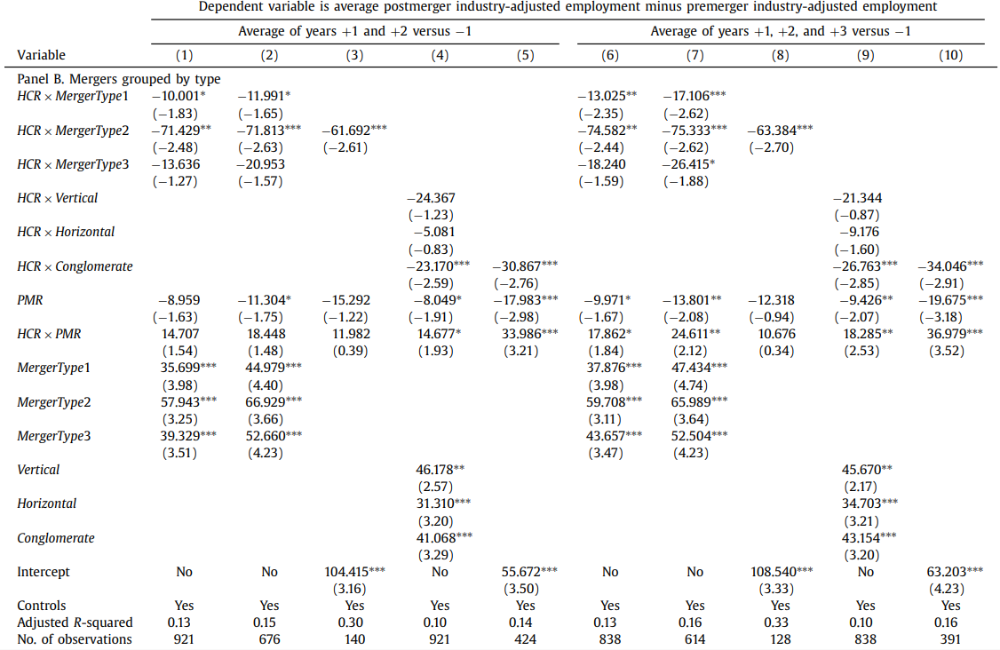 Dependent variable is average postmerger industry-adjusted employment minus premerger industry-adjusted employment
Average of years +1 and +2 versus −1 Average of years +1, +2, and +3 versus −1
Variable (1) (2) (3) (4) (5) (6) (7) (8) (9) (10)
Panel B. Mergers grouped by type
HCR × MergerType1 −10.001* −11.991* −13.025** −17.106***
(−1.83) (−1.65) (−2.35) (−2.62)
HCR × MergerType2 −71.429** −71.813*** −61.692*** −74.582** −75.333*** −63.384***
(−2.48) (−2.63) (−2.61) (−2.44) (−2.62) (−2.70)
HCR × MergerType3 −13.636 −20.953 −18.240 −26.415*
(−1.27) (−1.57) (−1.59) (−1.88)
HCR × Vertical −24.367 −21.344
(−1.23) (−0.87)
HCR × Horizontal −5.081 −9.176
(−0.83) (−1.60)
HCR × Conglomerate −23.170*** −30.867*** −26.763*** −34.046***
(−2.59) (−2.76) (−2.85) (−2.91)
PMR −8.959 −11.304* −15.292 −8.049* −17.983*** −9.971* −13.801** −12.318 −9.426** −19.675***
(−1.63) (−1.75) (−1.22) (−1.91) (−2.98) (−1.67) (−2.08) (−0.94) (−2.07) (−3.18)
HCR × PMR 14.707 18.448 11.982 14.677* 33.986*** 17.862* 24.611** 10.676 18.285** 36.979***
(1.54) (1.48) (0.39) (1.93) (3.21) (1.84) (2.12) (0.34) (2.53) (3.52)
MergerType1 35.699*** 44.979*** 37.876*** 47.434***
(3.98) (4.40) (3.98) (4.74)
MergerType2 57.943*** 66.929*** 59.708*** 65.989***
(3.25) (3.66) (3.11) (3.64)
MergerType3 39.329*** 52.660*** 43.657*** 52.504***
(3.51) (4.23) (3.47) (4.23)
Vertical 46.178** 45.670**
(2.57) (2.17)
Horizontal 31.310*** 34.703***
(3.20) (3.21)
Conglomerate 41.068*** 43.154***
(3.29) (3.20)
Intercept No No 104.415*** No 55.672*** No No 108.540*** No 63.203***
(3.16) (3.50) (3.33) (4.23)
Controls Yes Yes Yes Yes Yes Yes Yes Yes Yes Yes
Adjusted R-squared 0.13 0.15 0.30 0.10 0.14 0.13 0.16 0.33 0.10 0.16
No. of observations 921 676 140 921 424 838 614 128 838 391